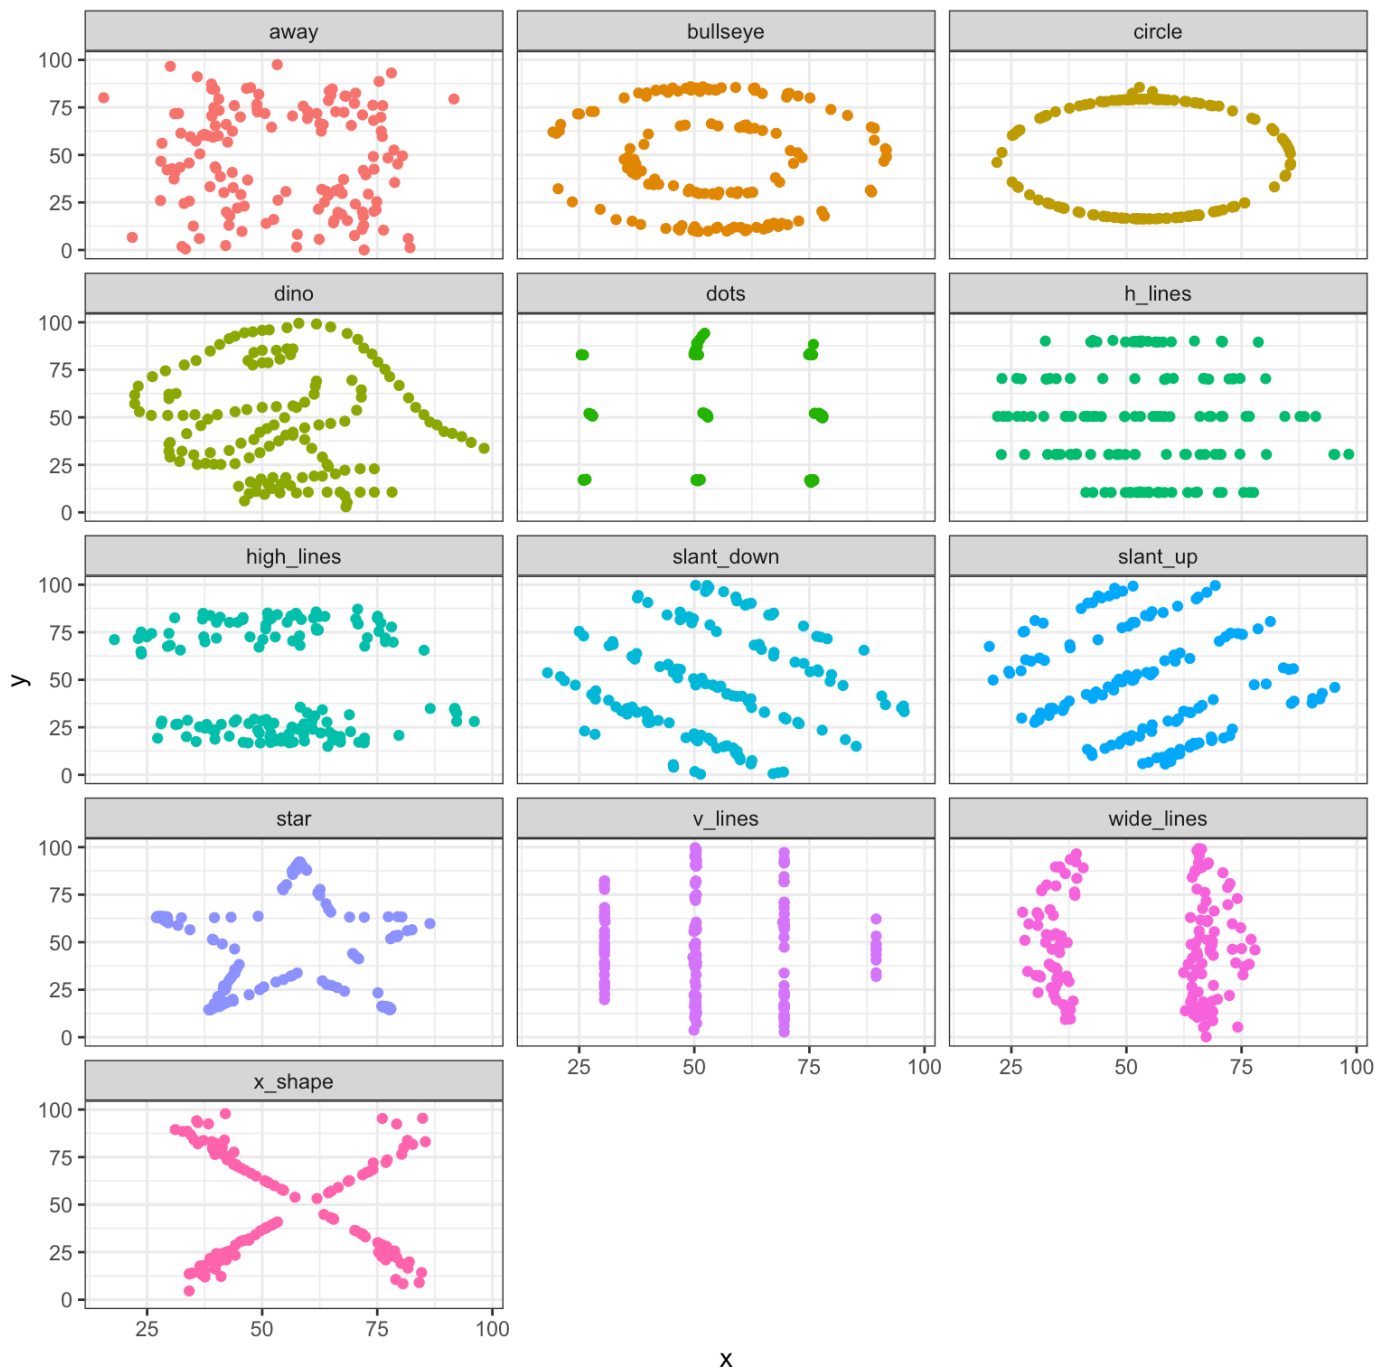 away bullseye circle
100
75
50
25
0
dino dots h_lines
100
75
50
25
0
high_lines slant_down slant_up
100
75
50
25
0
y
star v_lines wide_lines
100
75
50
25
0
25 50 75 100 25 50 75 100
x_shape
100
75
50
25
0
25 50 75 100
x